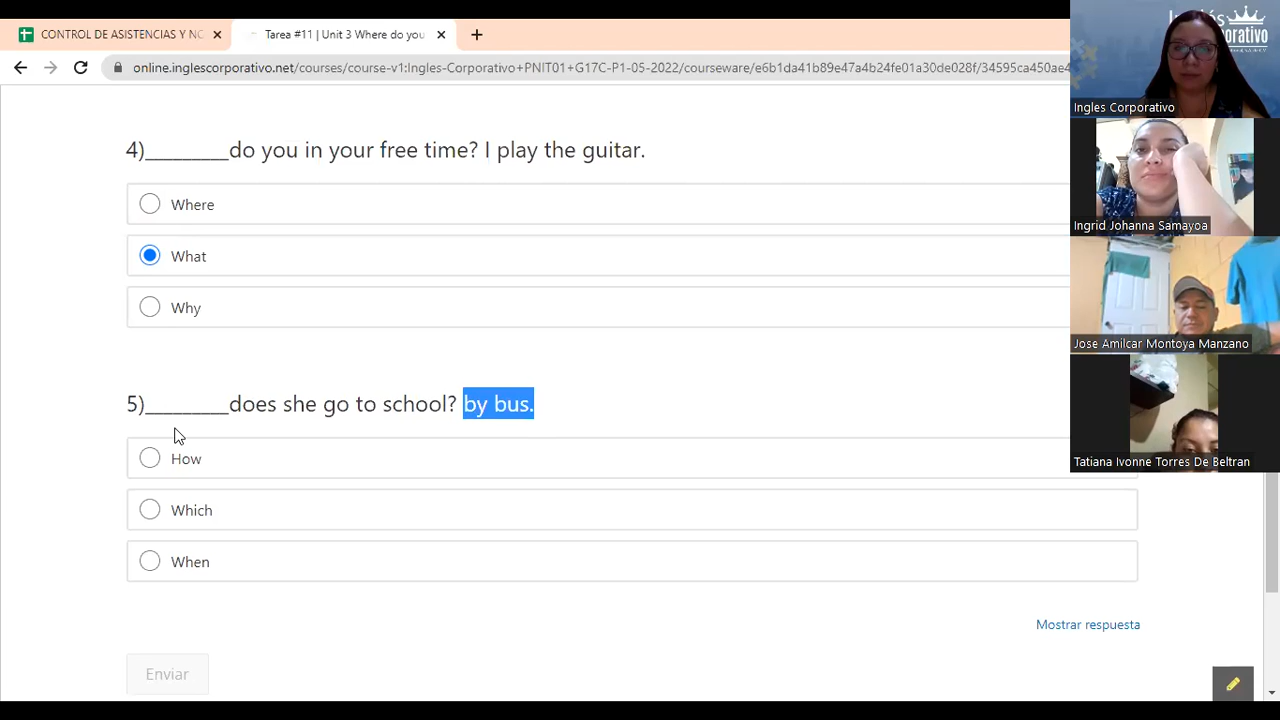 CONTROL DE ASISTENCIAS Y NC
Tarea #11 | Unit 3 Where do you
online.inglescorporativo.net/courses/course-v1:Ingles-Corporativo+PNIT01+G17C-P1-05-2022/courseware/e6b1da41b89e47a4b24fe01a30de028f/34595ca450ae4
4)_________do you in your free time? I play the guitar.
Where
What
Why
5)_________does she go to school? by bus.
How
Which
When
Mostrar respuesta
Enviar
Ingles Corporativo
Ingrid Johanna Samayoa
Jose Amilcar Montoya Manzano
Tatiana Ivonne Torres De Beltran